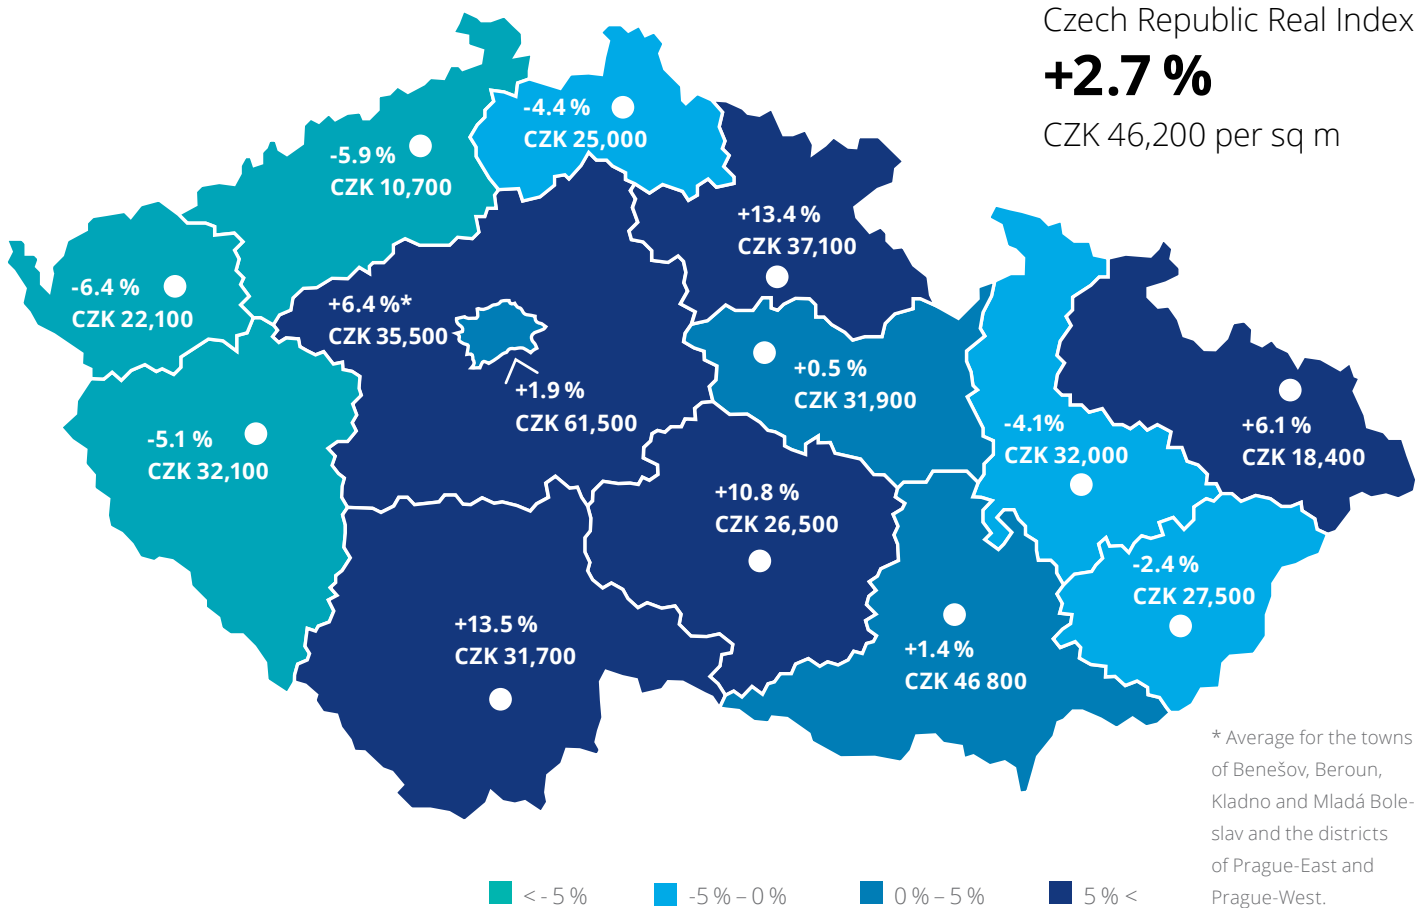 Czech Republic Real Index
+2.7 %
CZK 46,200 per sq m
-4.4 %
CZK 25,000
-5.9 %
CZK 10,700
+13.4 %
CZK 37,100
-6.4 %
CZK 22,100
+6.4 %*
CZK 35,500
+1.9 %
CZK 61,500
+0.5 %
CZK 31,900
-5.1 %
CZK 32,100
-4.1%
CZK 32,000
+6.1 %
CZK 18,400
+10.8 %
CZK 26,500
-2.4 %
CZK 27,500
+13.5 %
CZK 31,700
+1.4 %
CZK 46 800
* Average for the towns
of Benešov, Beroun,
Kladno and Mladá Bole-
slav and the districts
of Prague-East and
Prague-West.
< - 5 %
-5 % – 0 %
0 % – 5 %
5 % <